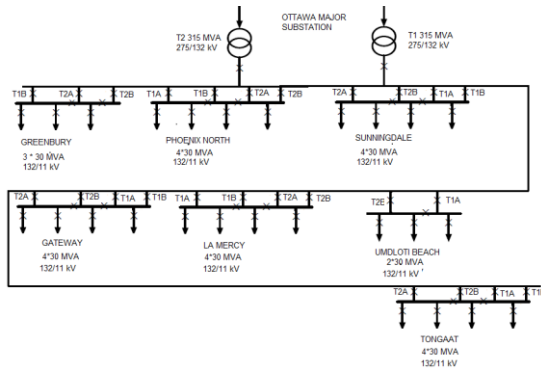 OTTAWA MAJOR
SUBSTATION
T2 315 MVA
275/132 kV
T1 315 MVA
275/132 kV
T1B T2A T2B
T1A T1B T2A T2B
T2A T2B T1A T1B
GREENBURY
3 * 30 MVA
132/11 kV
PHOENIX NORTH
4*30 MVA
132/11 kV
SUNNINGDALE
4*30 MVA
132/11 kV
T2A T2B T1A T1B
T1A T1B T2A T2B
T2E T1A
GATEWAY
4*30 MVA
132/11 kV
LA MERCY
4*30 MVA
132/11 kV
UMDLOTI BEACH
2*30 MVA
132/11 kV
T2A T2B T1A
TONGAAT
4*30 MVA
132/11 kV